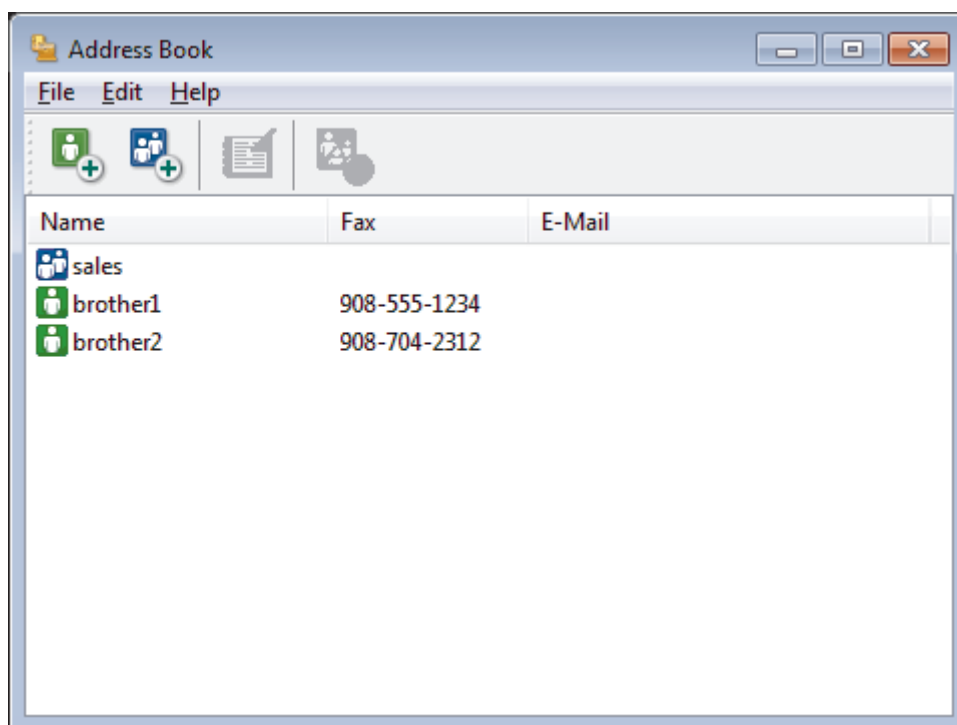 Address Book
File Edit Help
Name Fax E-Mail
sales
brother1 908-555-1234
brother2 908-704-2312